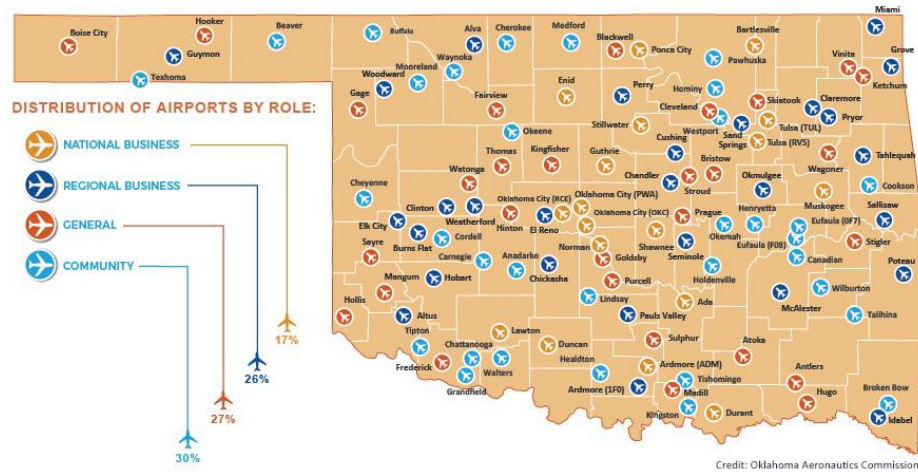 Boise City
Hooker
Guymon
Texhoma
Beaver
Buffalo
Alva
Cherokee
Medford
Blackwell
Ponca City
Bartlesville
Miami
Grove
Vinita
Ketchum
Pawhuska
Waynoka
Mooreland
Woodward
Gage
Fairview
Enid
Perry
Hominy
Cleveland
Westport
Skiatook
Claremore
Pryor
Sand
Springs
Tulsa (TUL)
Tulsa (RVS)
DISTRIBUTION OF AIRPORTS BY ROLE:
NATIONAL BUSINESS
REGIONAL BUSINESS
GENERAL
COMMUNITY
17%
26%
27%
30%
Okeene
Stillwater
Cushing
Thomas
Kingfisher
Guthrie
Chandler
Bristow
Stroud
Okmulgee
Wagoner
Tahlequah
Cookson
Muskogee
Sallisaw
Watonga
Cheyenne
Clinton
Weatherford
Oklahoma City (RCE)
Oklahoma City (PWA)
Oklahoma City (OKC)
Hinton
El Reno
Prague
Henryetta
Okemah
Eufaula (0F7)
Eufaula (F08)
Stigler
Elk City
Burns Flat
Cordell
Sayre
Carnegie
Anadarko
Chickasha
Norman
Goldsby
Shawnee
Seminole
Holdenville
Canadian
Poteau
Mangum
Hobart
Purcell
Lindsay
Pauls Valley
Ada
McAlester
Wilburton
Talihina
Hollis
Altus
Tipton
Lawton
Duncan
Sulphur
Atoka
Chattanooga
Frederick
Walters
Grandfield
Healdton
Ardmore (ADM)
Ardmore (1F0)
Tishomingo
Madill
Kingston
Durant
Antlers
Hugo
Broken Bow
Idabel
Credit: Oklahoma Aeronautics Commission